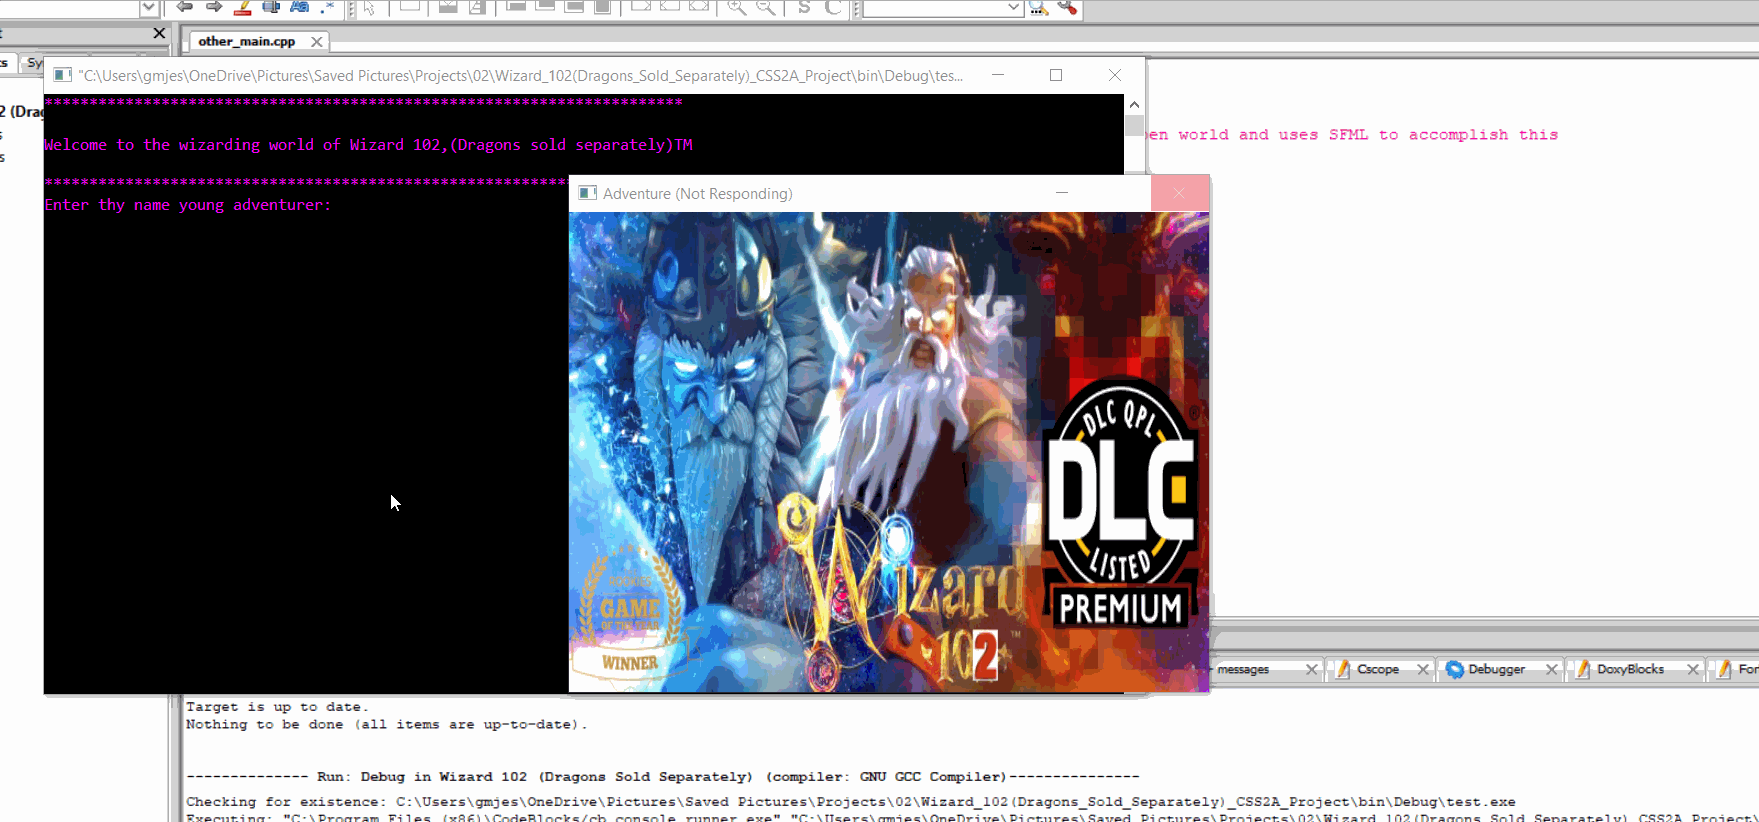 other_main.cpp
"C:\Users\gmjes\OneDrive\Pictures\Saved Pictures\Projects\02\Wizard_102(Dragons_Sold_Separately)_CSS2A_Project\bin\Debug\tes...
2 (Drag
*************************************************************************
Welcome to the wizarding world of Wizard 102,(Dragons sold separately)TM
en world and uses SFML to accomplish this
Enter thy name young adventurer:
Adventure (Not Responding)
DLC QPL
DLC
LISTED
PREMIUM
GAME
OF THE YEAR
WINNER
Wizard
102
TM
messages
Cscope
Debugger
DoxyBlocks
Target is up to date.
Nothing to be done (all items are up-to-date).
-------------- Run: Debug in Wizard 102 (Dragons Sold Separately) (compiler: GNU GCC Compiler)---------------
Checking for existence: C:\Users\gmjes\OneDrive\Pictures\Saved Pictures\Projects\02\Wizard_102(Dragons_Sold_Separately)_CSS2A_Project\bin\Debug\test.exe
Executing: "C:\Program Files (x86)\CodeBlocks/cb_console_runner.exe" "C:\Users\gmjes\OneDrive\Pictures\Saved Pictures\Projects\02\Wizard_102(Dragons_Sold_Separately)_CSS2A_Project\